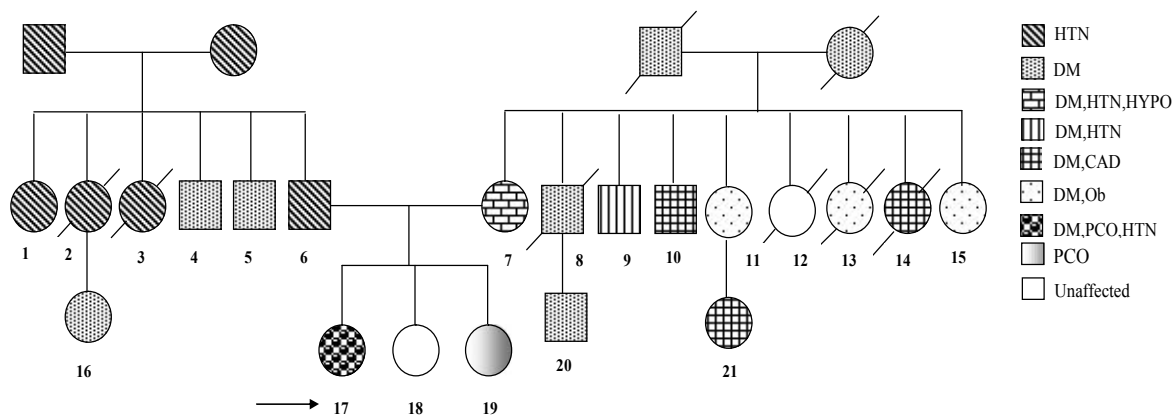 HTN
DM
DM,HTN,HYPO
DM,HTN
DM,CAD
DM,Ob
DM,PCO,HTN
PCO
Unaffected
1 2 3 4 5 6 7 8 9 10 11 12 13 14 15
16 17 18 19 20 21